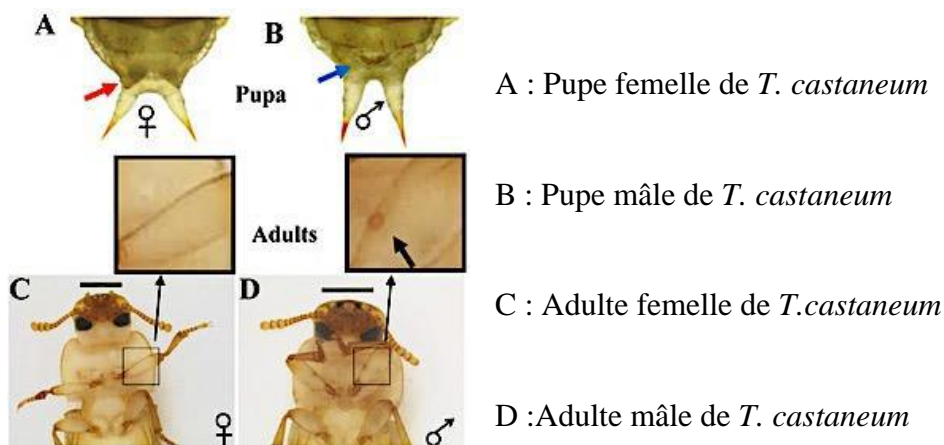 A
B
Pupa
♀
♂
A : Pupe femelle de T. castaneum
B : Pupe mâle de T. castaneum
Adults
C
D
♀
♂
C : Adulte femelle de T.castaneum
D :Adulte mâle de T. castaneum